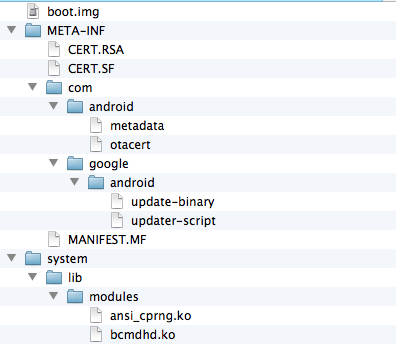 boot.img
META-INF
CERT.RSA
CERT.SF
com
android
metadata
otacert
google
android
update-binary
updater-script
MANIFEST.MF
system
lib
modules
ansi_cprng.ko
bcmdhd.ko